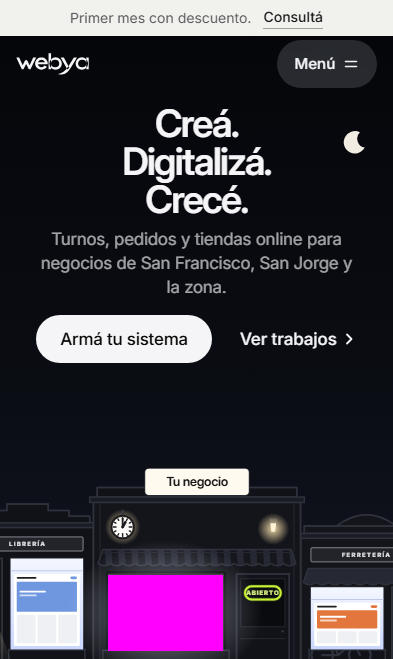 Primer mes con descuento. Consultá
webya
Menú
Creá.
Digitalizá.
Crecé.
Turnos, pedidos y tiendas online para
negocios de San Francisco, San Jorge y
la zona.
Armá tu sistema
Ver trabajos
Tu negocio
LIBRERÍA
FERRETERÍA
ABIERTO